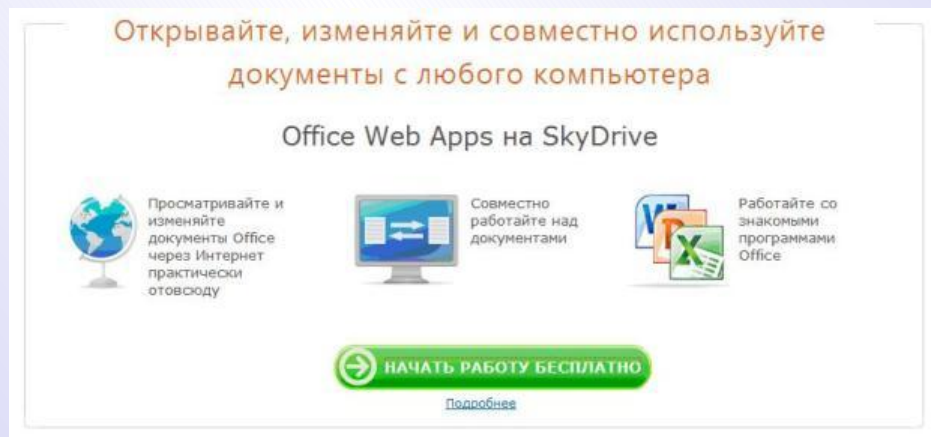 Открывайте, изменяйте и совместно используйте
документы с любого компьютера
Office Web Apps на SkyDrive
Просматривайте и
изменяйте
документы Office
через Интернет
практически
отовсюду
Совместно
работайте над
документами
W
P
X
Работайте со
знакомыми
программами
Office
НАЧАТЬ РАБОТУ БЕСПЛАТНО
Подробнее